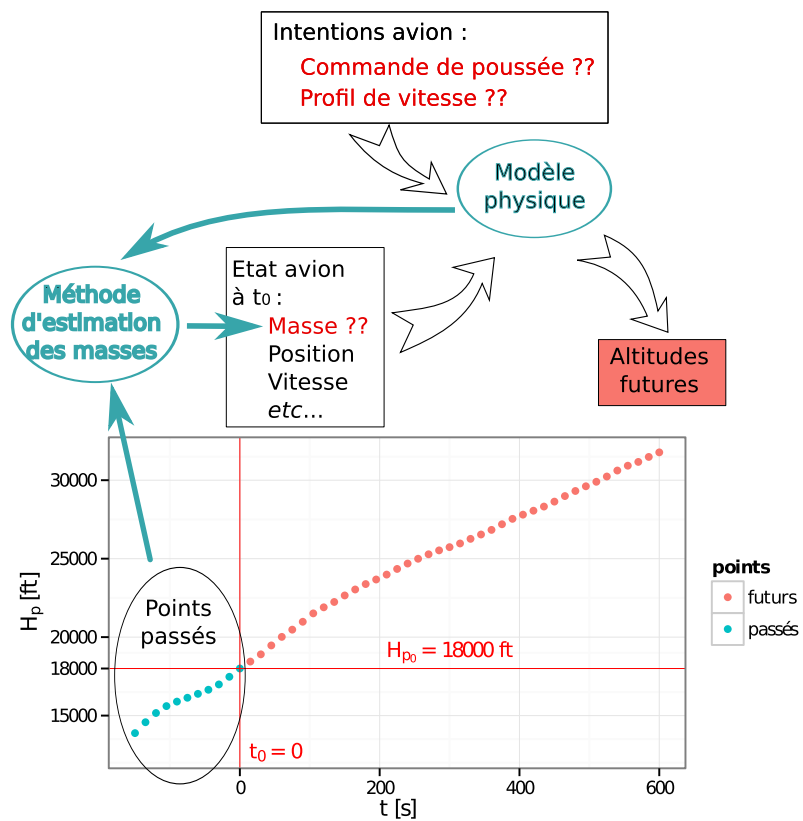 Intentions avion :
Commande de poussée ??
Profil de vitesse ??
Modèle
physique
Etat avion
à t0 :
Masse ??
Position
Vitesse
etc...
Méthode
d'estimation
des masses
Altitudes
futures
30000
25000
20000
18000
15000
Hp [ft]
Points
passés
Hp0 = 18000 ft
t0 = 0
points
futurs
passés
0
200
400
600
t [s]